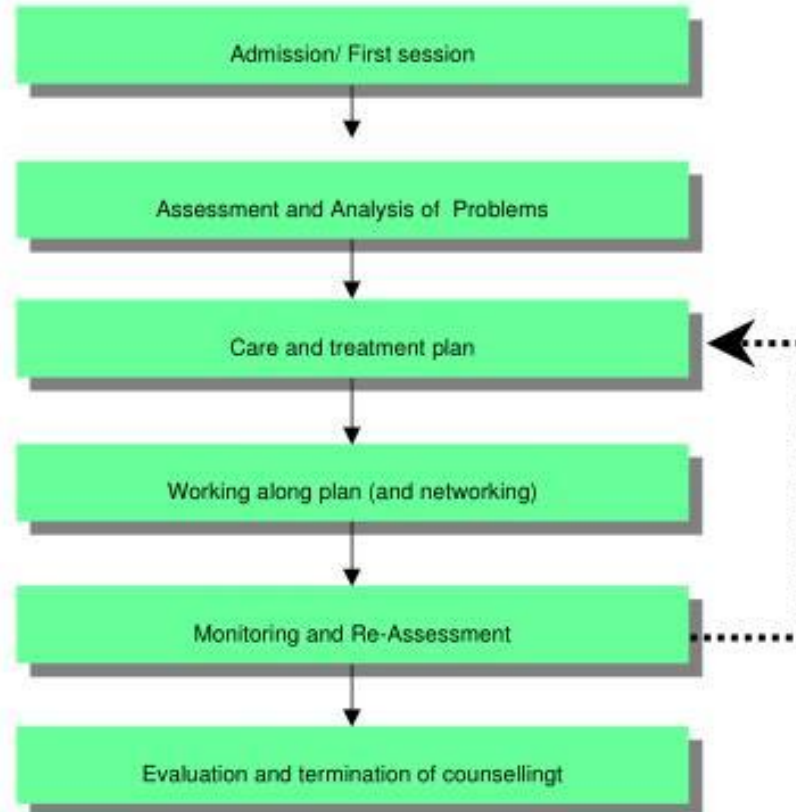 Admission/ First session
Assessment and Analysis of Problems
Care and treatment plan
Working along plan (and networking)
Monitoring and Re-Assessment
Evaluation and termination of counsellingt